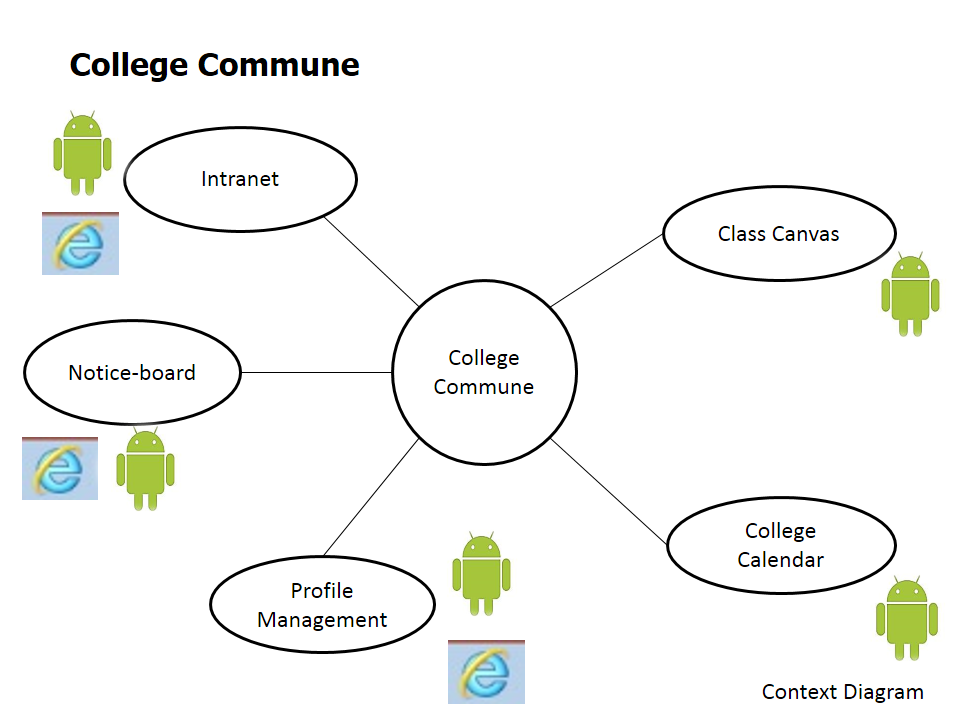 College Commune
Intranet
Class Canvas
College
Commune
Notice-board
College
Calendar
Profile
Management
Context Diagram